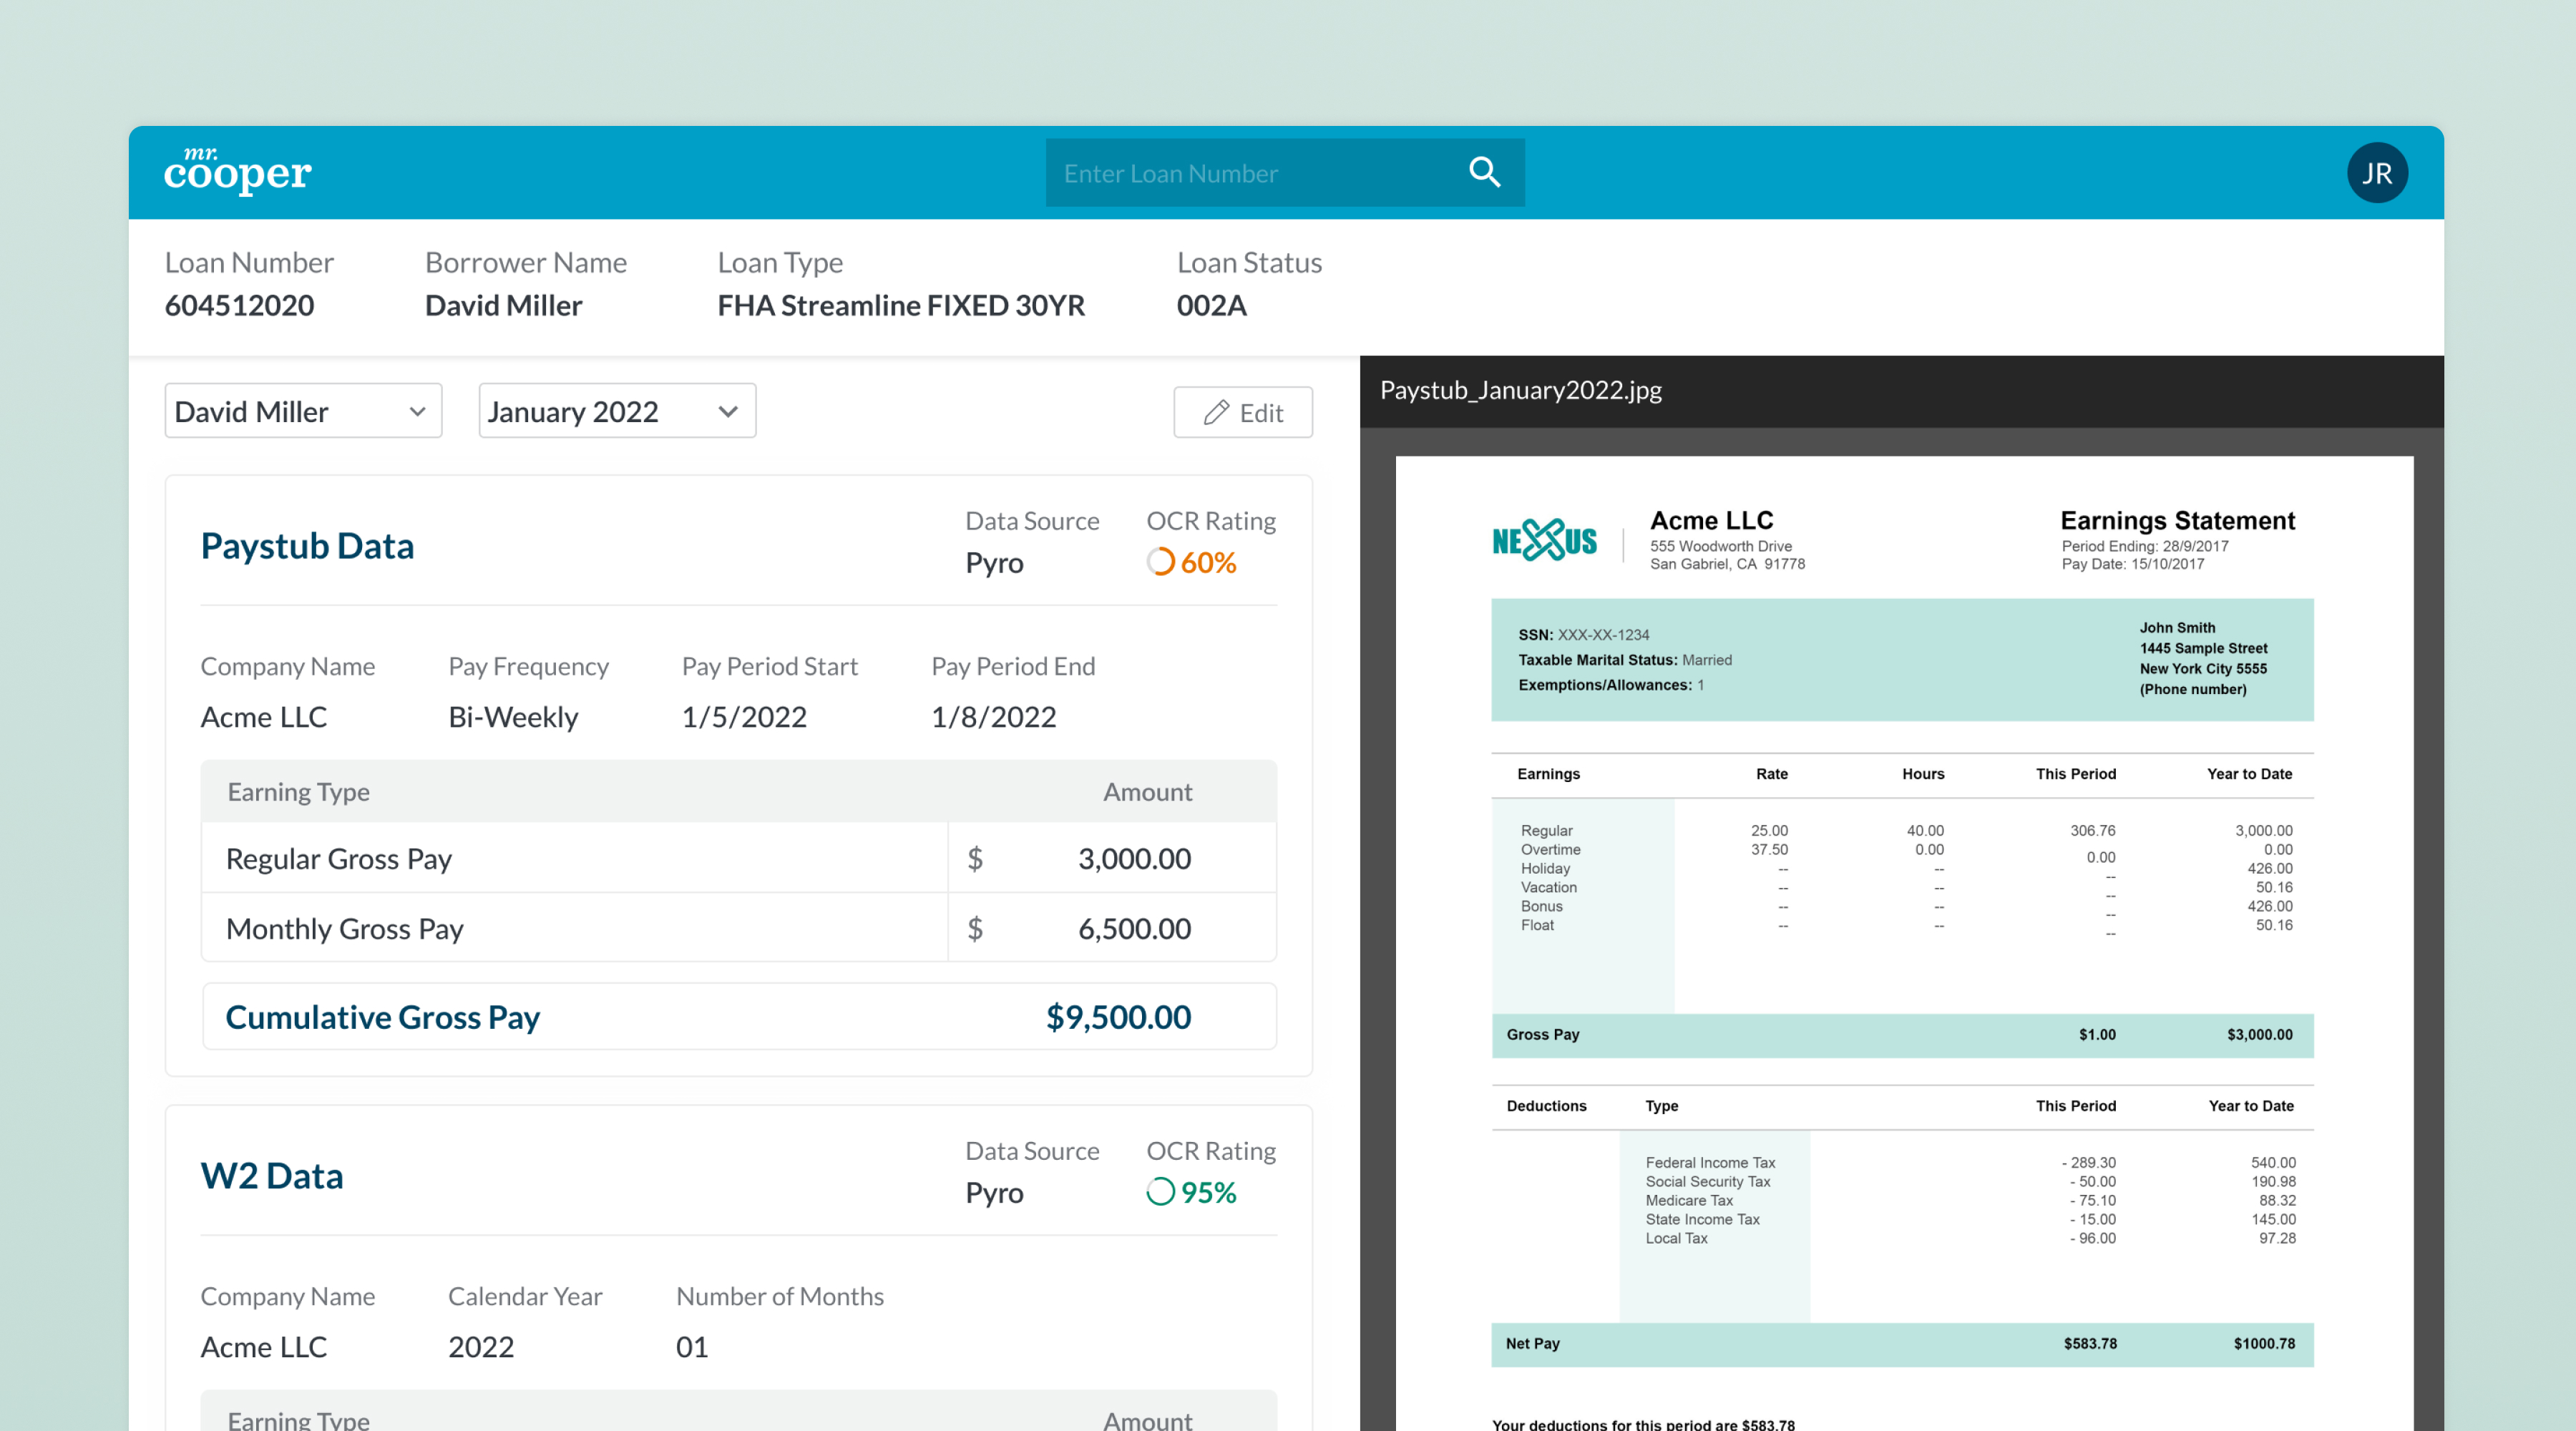 mr.
cooper
Enter Loan Number
JR
Loan Number Borrower Name Loan Type Loan Status
604512020 David Miller FHA Streamline FIXED 30YR 002A
David Miller January 2022 Edit
Paystub Data
Data Source OCR Rating
Pyro 60%
Company Name Pay Frequency Pay Period Start Pay Period End
Acme LLC Bi-Weekly 1/5/2022 1/8/2022
Earning Type Amount
Regular Gross Pay $ 3,000.00
Monthly Gross Pay $ 6,500.00
Cumulative Gross Pay $9,500.00
W2 Data
Data Source OCR Rating
Pyro 95%
Company Name Calendar Year Number of Months
Acme LLC 2022 01
Earning Type Amount
Paystub_January2022.jpg
NEXUS
Acme LLC
555 Woodworth Drive
San Gabriel, CA 91778
Earnings Statement
Period Ending: 28/9/2017
Pay Date: 15/10/2017
SSN: XXX-XX-1234
Taxable Marital Status: Married
Exemptions/Allowances: 1
John Smith
1445 Sample Street
New York City 5555
(Phone number)
Earnings Rate Hours This Period Year to Date
Regular 25.00 40.00 306.76 3,000.00
Overtime 37.50 0.00 0.00 0.00
Holiday -- -- -- 426.00
Vacation -- -- -- 50.16
Bonus -- -- -- 426.00
Float -- -- -- 50.16
Gross Pay $1.00 $3,000.00
Deductions Type This Period Year to Date
Federal Income Tax - 289.30 540.00
Social Security Tax - 50.00 190.98
Medicare Tax - 75.10 88.32
State Income Tax - 15.00 145.00
Local Tax - 96.00 97.28
Net Pay $583.78 $1000.78
Your deductions for this period are $583.78